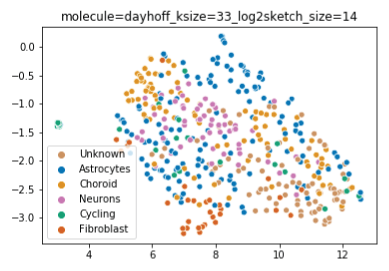 molecule=dayhoff_ksize=33_log2sketch_size=14
0.0
−0.5
−1.0
−1.5
−2.0
−2.5
−3.0
Unknown
Astrocytes
Choroid
Neurons
Cycling
Fibroblast
4 6 8 10 12